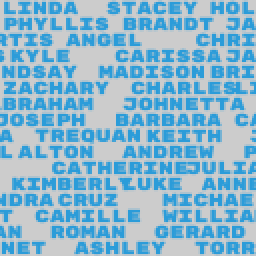 LINDA STACEY HOL
PHYLLIS BRANDT JA
RTIS ANGEL CHRI
S KYLE CARISSA JA
NDSAY MADISON BRI
ZACHARY CHARLES LI
BRAHAM JOHNETTA
JOSEPH BARBARA CA
A TREQUAN KEITH J
L ALTON ANDREW P
CATHERINE JULIA
KIMBERLY LUKE ANNE
NDRA CRUZ MICHAE
T CAMILLE WILLIA
AN ROMAN GERARD
NET ASHLEY TORR